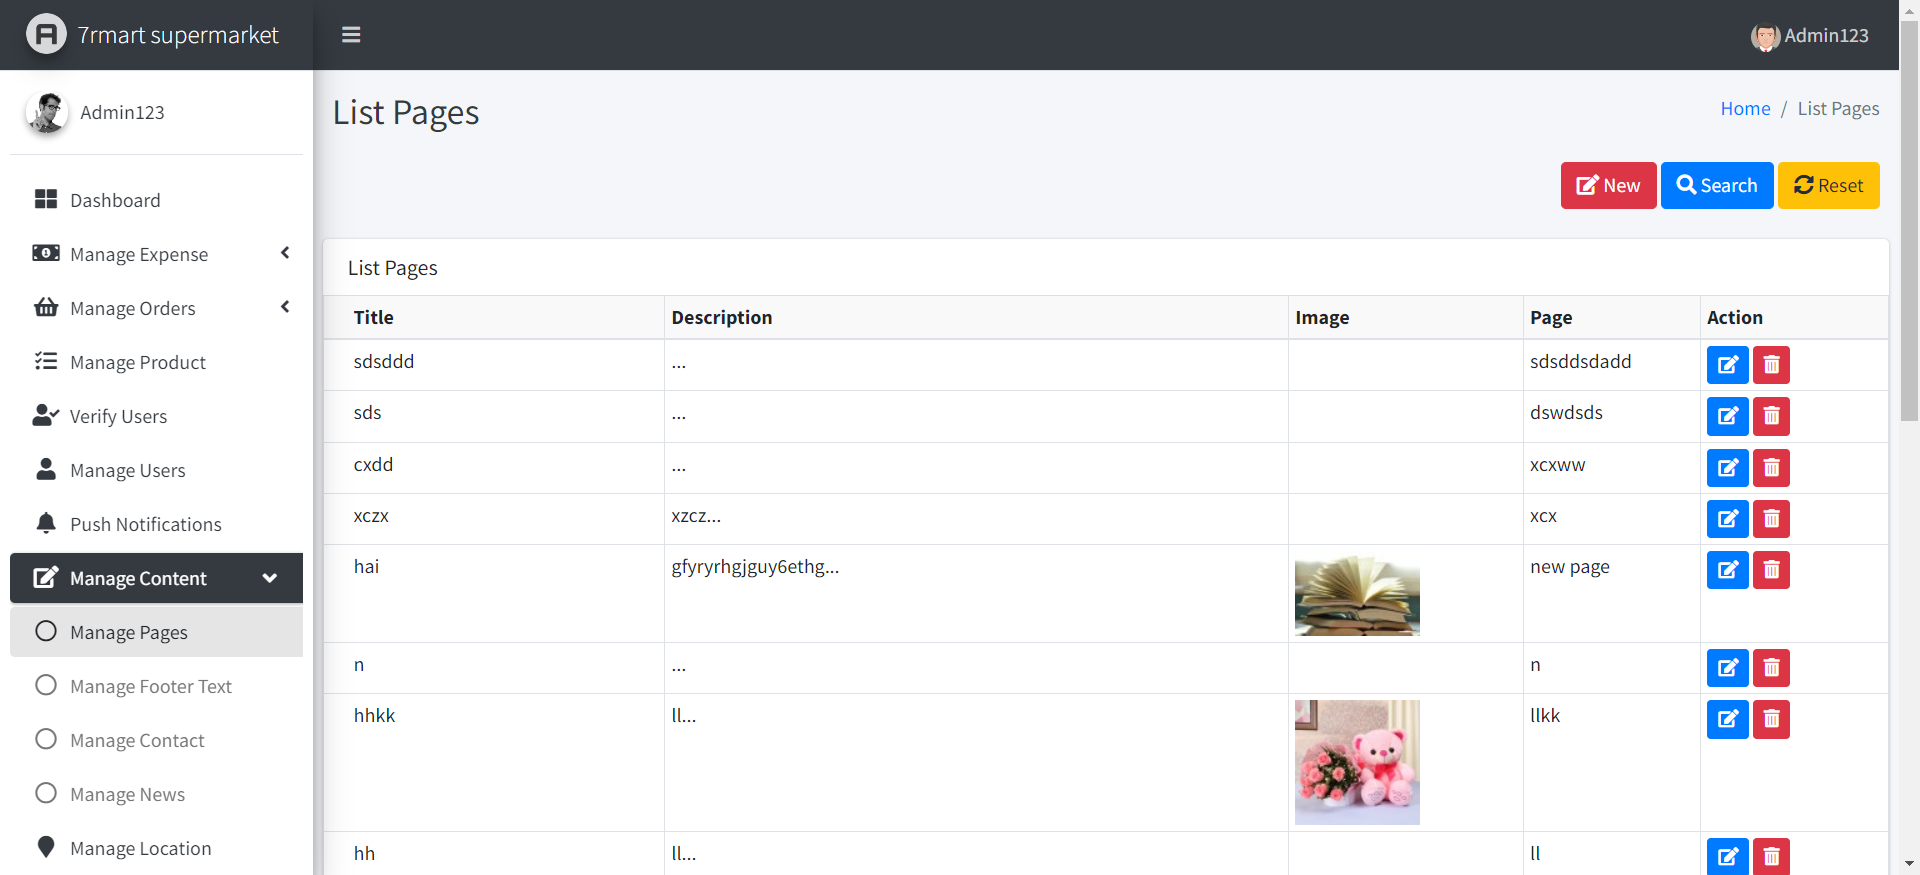 7rmart supermarket
Admin123
Admin123
Dashboard
Manage Expense
Manage Orders
Manage Product
Verify Users
Manage Users
Push Notifications
Manage Content
Manage Pages
Manage Footer Text
Manage Contact
Manage News
Manage Location
List Pages
Home / List Pages
New Search Reset
List Pages
Title Description Image Page Action
sdsddd ... sdsddsdadd
sds ... dswdsds
cxdd ... xcxww
xczx xzcz... xcx
hai gfyryrhgjguy6ethg... new page
n ... n
hhkk ll... llkk
hh ll... ll